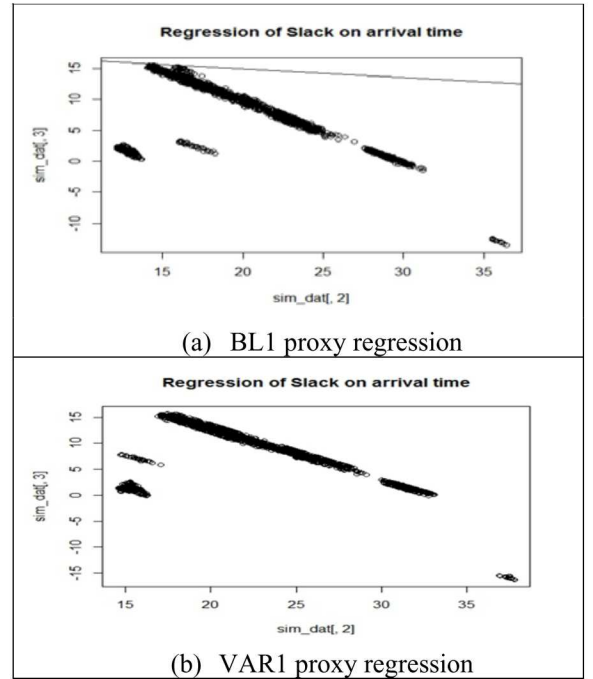 Regression of Slack on arrival time
15
10
5
0
-5
-10
sim_dat[, 3]
15 20 25 30 35
sim_dat[, 2]
(a) BL1 proxy regression
Regression of Slack on arrival time
15
10
5
0
-5
-10
-15
sim_dat[, 3]
15 20 25 30 35
sim_dat[, 2]
(b) VAR1 proxy regression